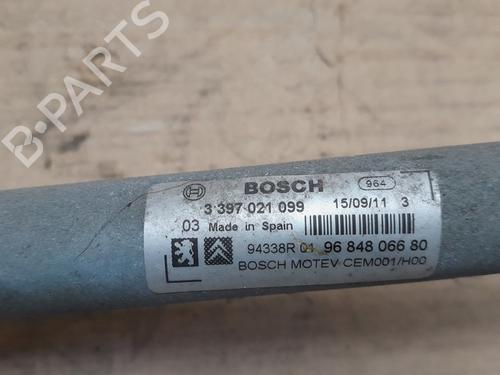 B-PARTS
BOSCH 964
3 397 021 099 15/09/11 3
03 Made in Spain
94338R 01 96 848 066 80
BOSCH MOTEV CEM001/H00